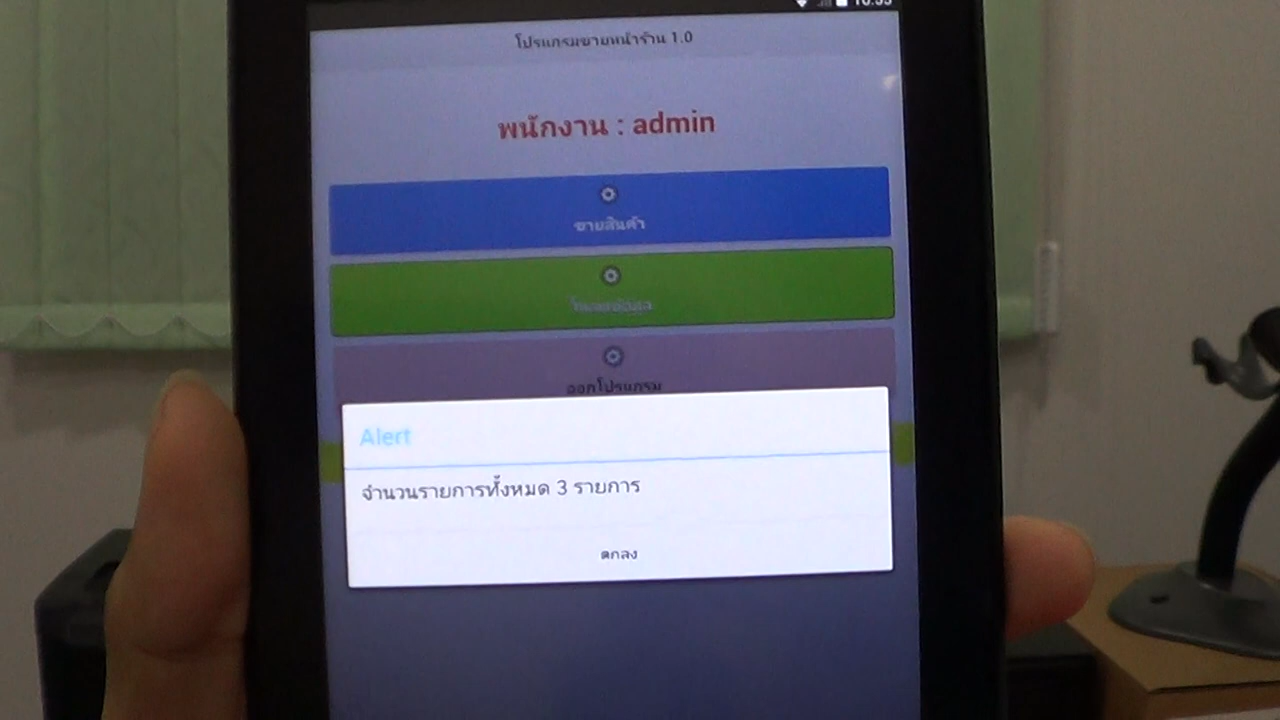 โปรแกรมขายหน้าร้าน 1.0
พนักงาน : admin
ขายสินค้า
ออกโปรแกรม
Alert
จำนวนรายการทั้งหมด 3 รายการ
ตกลง